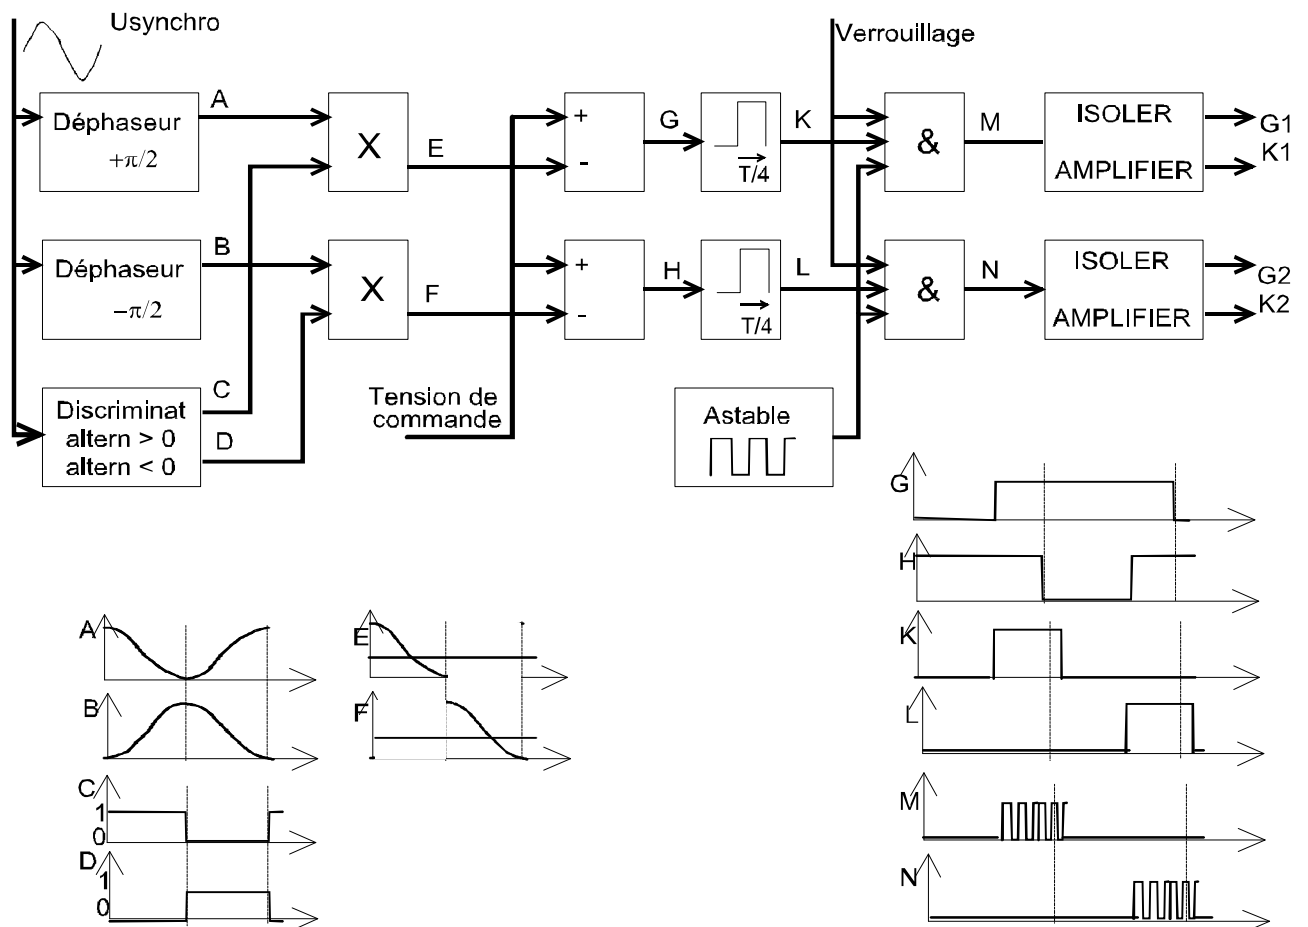 Usynchro
Verrouillage
Déphaseur
+π/2
A
X
E
+
-
G
T/4
K
&
M
ISOLER
AMPLIFIER
G1
K1
Déphaseur
−π/2
B
X
F
+
-
H
T/4
L
&
N
ISOLER
AMPLIFIER
G2
K2
Discriminat
altern > 0
altern < 0
C
D
Tension de
commande
Astable
G
H
K
L
M
N
A
B
C
1
0
D
1
0
E
F